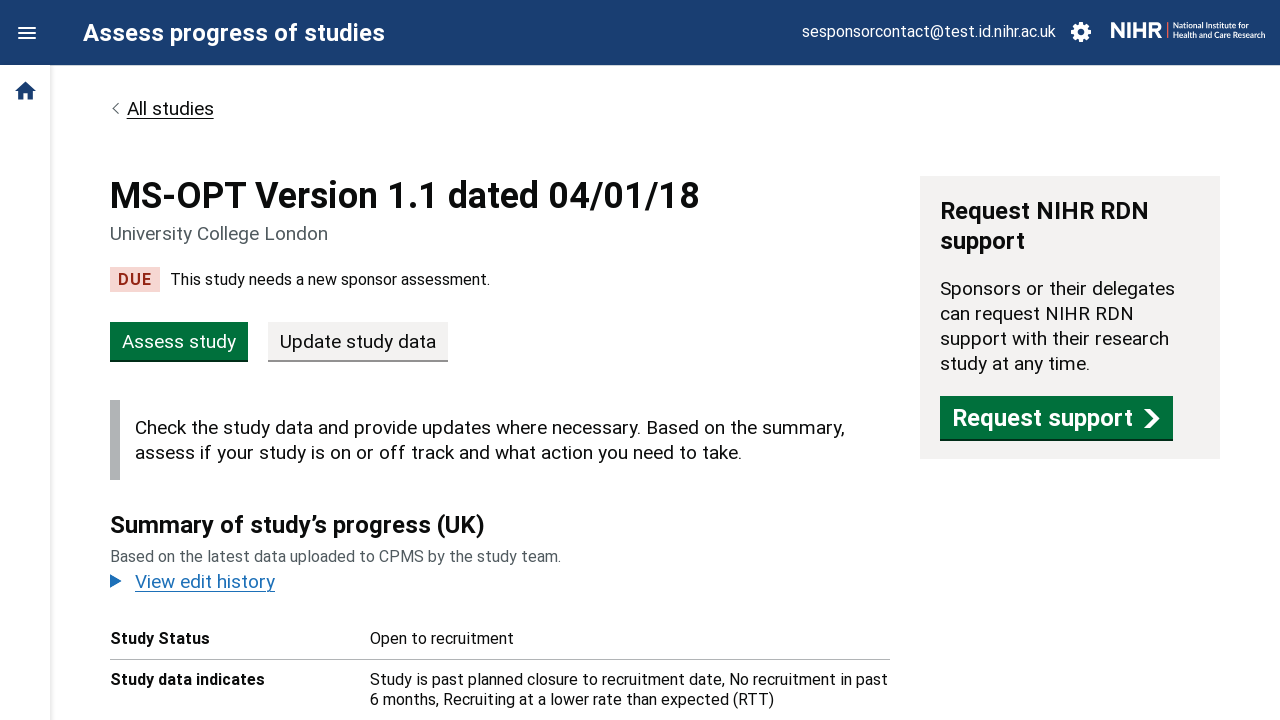 Assess progress of studies
sesponsorcontact@test.id.nihr.ac.uk
NIHR
National Institute for
Health and Care Research
All studies
MS-OPT Version 1.1 dated 04/01/18
University College London
DUE
This study needs a new sponsor assessment.
Assess study
Update study data
Check the study data and provide updates where necessary. Based on the summary,
assess if your study is on or off track and what action you need to take.
Summary of study’s progress (UK)
Based on the latest data uploaded to CPMS by the study team.
View edit history
Study Status
Open to recruitment
Study data indicates
Study is past planned closure to recruitment date, No recruitment in past
6 months, Recruiting at a lower rate than expected (RTT)
Request NIHR RDN
support
Sponsors or their delegates
can request NIHR RDN
support with their research
study at any time.
Request support